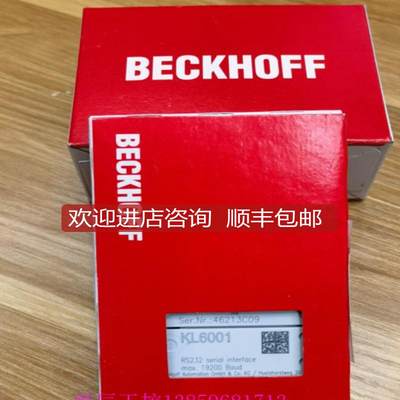 BECKHOFF
BECKHOFF
欢迎进店咨询 顺丰包邮
Ser.Nr.:46213C09
KL6001
RS232 serial interface
max. 19200 Baud